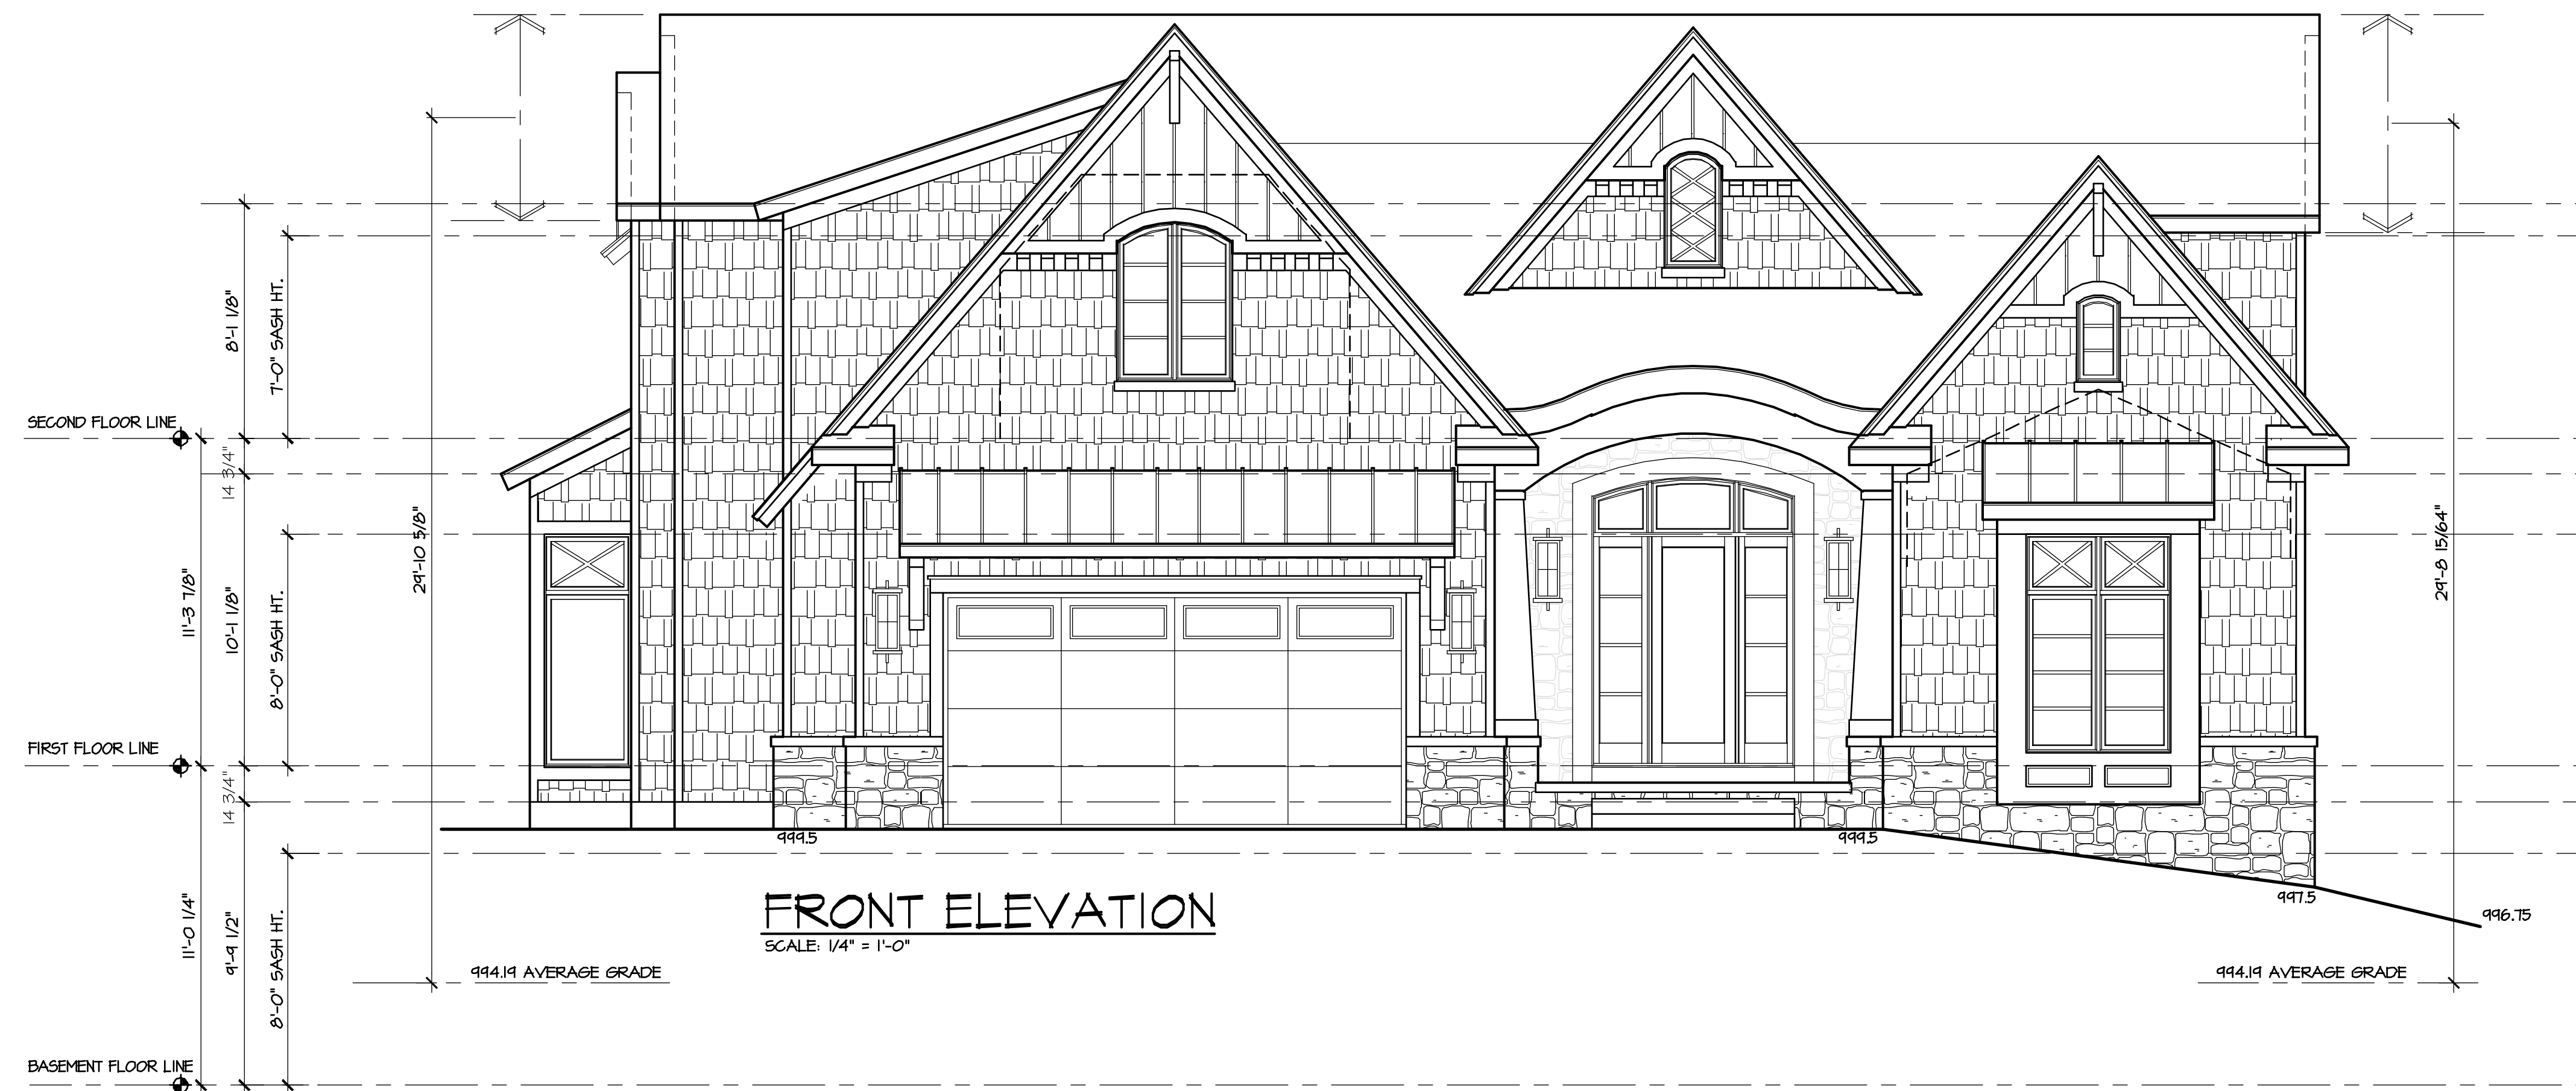 SECOND FLOOR LINE
FIRST FLOOR LINE
BASEMENT FLOOR LINE
11'-3 7/8"
11'-0 1/4"
8'-1 1/8"
14 3/4"
10'-1 1/8"
14 3/4"
9'-9 1/2"
7'-0" SASH HT.
8'-0" SASH HT.
8'-0" SASH HT.
29'-10 5/8"
29'-8 15/64"
999.5
999.5
997.5
996.75
FRONT ELEVATION
SCALE: 1/4" = 1'-0"
994.19 AVERAGE GRADE
994.19 AVERAGE GRADE